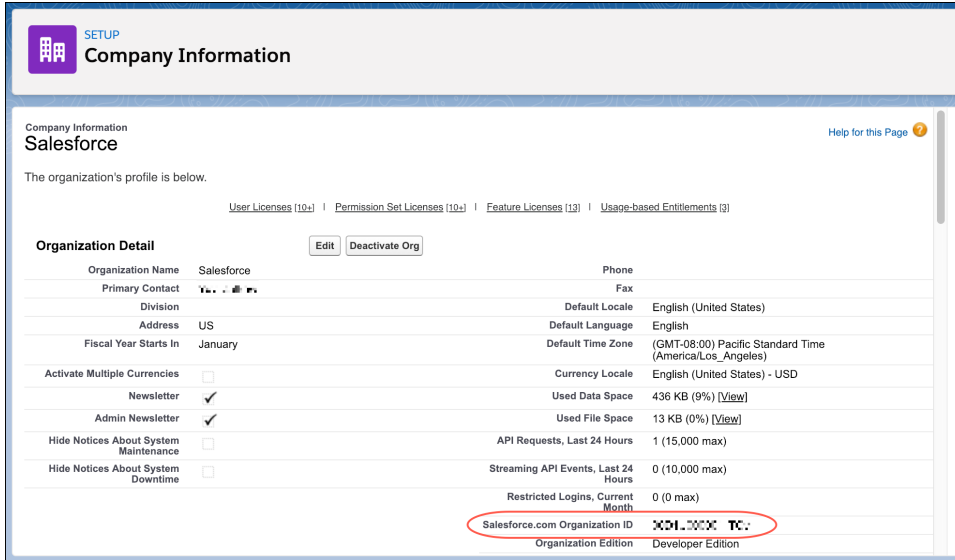 SETUP
Company Information
Company Information
Salesforce
Help for this Page ?
The organization's profile is below.
User Licenses [10+] | Permission Set Licenses [10+] | Feature Licenses [13] | Usage-based Entitlements [3]
Organization Detail Edit Deactivate Org
Organization Name Salesforce Phone
Primary Contact Fax
Division Default Locale English (United States)
Address US Default Language English
Fiscal Year Starts In January Default Time Zone (GMT-08:00) Pacific Standard Time
(America/Los_Angeles)
Activate Multiple Currencies Currency Locale English (United States) - USD
Newsletter Used Data Space 436 KB (9%) [View]
Admin Newsletter Used File Space 13 KB (0%) [View]
Hide Notices About System
Maintenance API Requests, Last 24 Hours 1 (15,000 max)
Hide Notices About System
Downtime Streaming API Events, Last 24
Hours 0 (10,000 max)
Restricted Logins, Current
Month 0 (0 max)
Salesforce.com Organization ID
Organization Edition Developer Edition